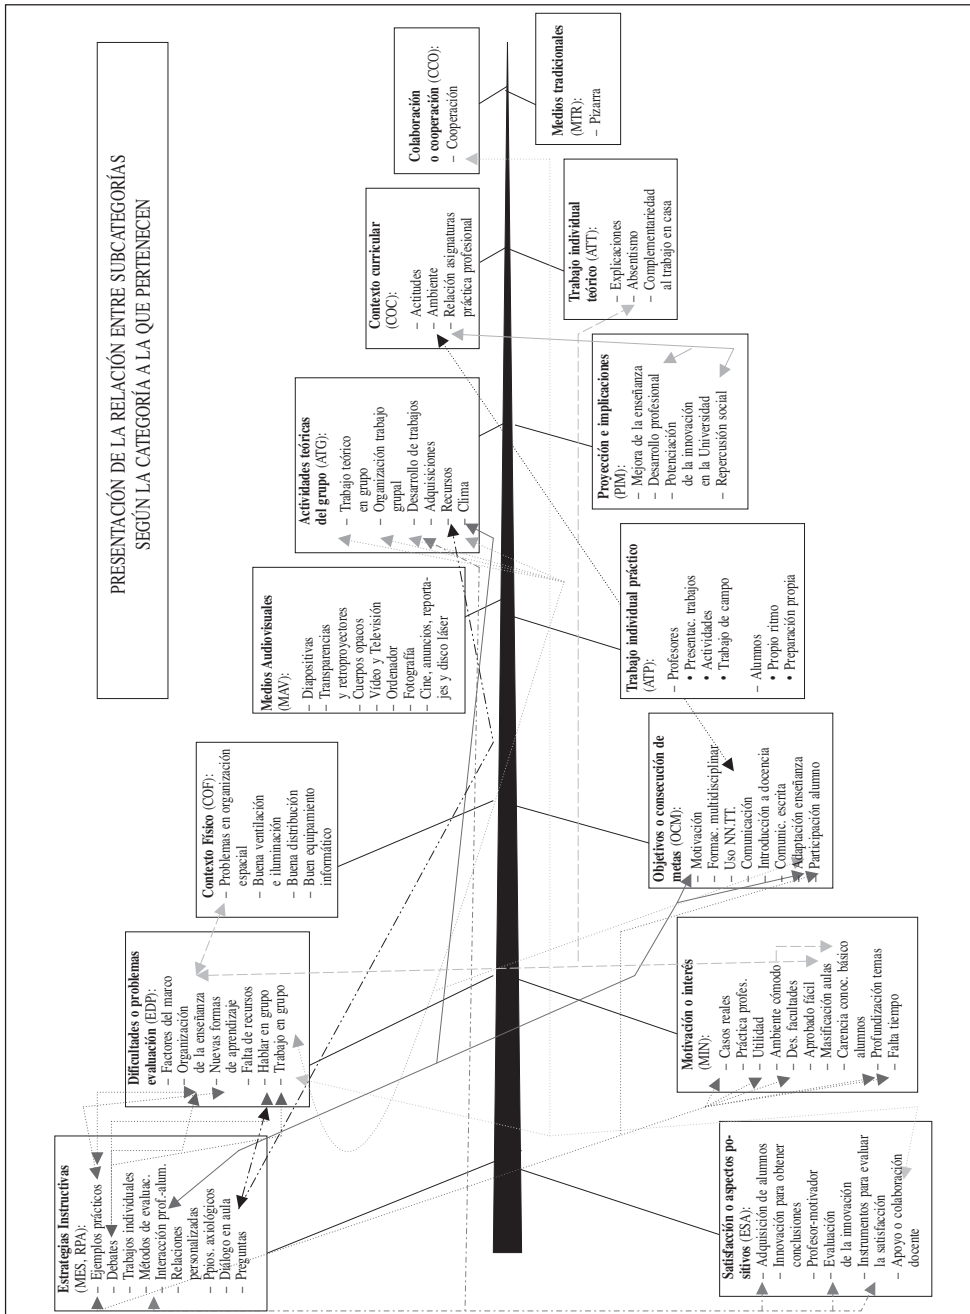 PRESENTACIÓN DE LA RELACIÓN ENTRE SUBCATEGORÍAS
SEGÚN LA CATEGORÍA A LA QUE PERTENECEN
Estrategias Instructivas
(MES, RPA):
– Ejemplos prácticos
– Debates
– Trabajos individuales
– Métodos de evaluac.
– Interacción prof.-alum.
– Relaciones
personalizadas
– Ppios. axiológicos
– Diálogo en aula
– Preguntas
Dificultades o problemas
evaluación (EDP):
– Factores del marco
– Organización
de la enseñanza
– Nuevas formas
de aprendizaje
– Falta de recursos
– Hablar en grupo
– Trabajo en grupo
Contexto Físico (COF):
– Problemas en organización
espacial
– Buena ventilación
e iluminación
– Buena distribución
– Buen equipamiento
informático
Medios Audiovisuales
(MAV):
– Diapositivas
– Transparencias
y retroproyectores
– Cuerpos opacos
– Vídeo y Televisión
– Ordenador
– Fotografía
– Cine, anuncios, reporta-
jes y disco láser
Actividades teóricas
del grupo (ATG):
– Trabajo teórico
en grupo
– Organización trabajo
grupal
– Desarrollo de trabajos
– Adquisiciones
– Recursos
– Clima
Contexto curricular
(COC):
– Actitudes
– Ambiente
– Relación asignaturas
práctica profesional
Colaboración
o cooperación (CCO):
– Cooperación
Satisfacción o aspectos po-
sitivos (ESA):
– Adquisición de alumnos
– Innovación para obtener
conclusiones
– Profesor-motivador
– Evaluación
de la innovación
– Instrumentos para evaluar
la satisfacción
– Apoyo o colaboración
docente
Motivación o interés
(MIN):
– Casos reales
– Práctica profes.
– Utilidad
– Ambiente cómodo
– Des. facultades
– Aprobado fácil
– Masificación aulas
– Carencia conoc. básico
alumnos
– Profundización temas
– Falta tiempo
Objetivos o consecución de
metas (OCM):
– Motivación
– Formac. multidisciplinar
– Uso NN.TT.
– Comunicación
– Introducción a docencia
– Comunic. escrita
– Adaptación enseñanza
– Participación alumno
Trabajo individual práctico
(ATP):
– Profesores
• Presentac. trabajos
• Actividades
• Trabajo de campo
– Alumnos
• Propio ritmo
• Preparación propia
Proyección e implicaciones
(PIM):
– Mejora de la enseñanza
– Desarrollo profesional
– Potenciación
de la innovación
en la Universidad
– Repercusión social
Trabajo individual
teórico (ATT):
– Explicaciones
– Absentismo
– Complementariedad
al trabajo en casa
Medios tradicionales
(MTR):
– Pizarra